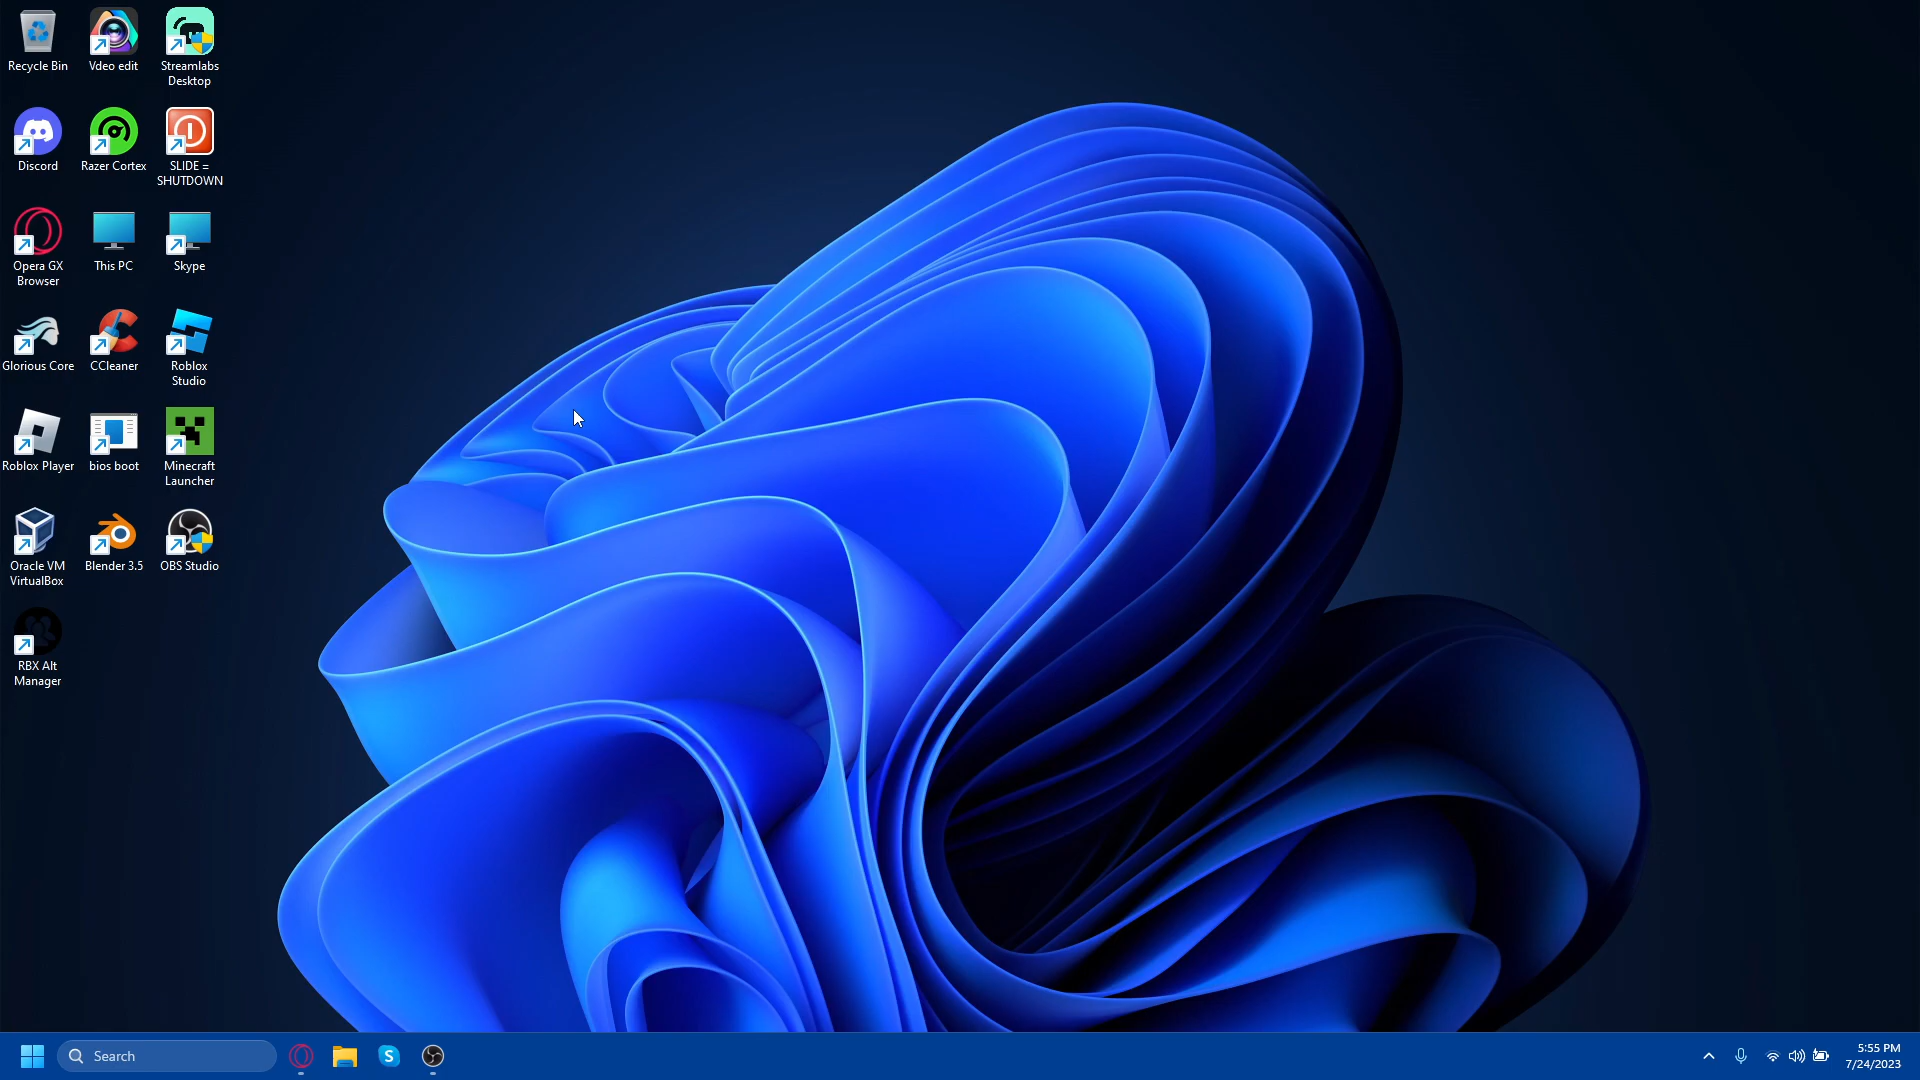 Recycle Bin
Vdeo edit
Streamlabs
Desktop
Discord
Razer Cortex
SLIDE =
SHUTDOWN
Opera GX
Browser
This PC
Skype
Glorious Core
CCleaner
Roblox
Studio
Roblox Player
bios boot
Minecraft
Launcher
Oracle VM
VirtualBox
Blender 3.5
OBS Studio
RBX Alt
Manager
Search
S
5:55 PM
7/24/2023